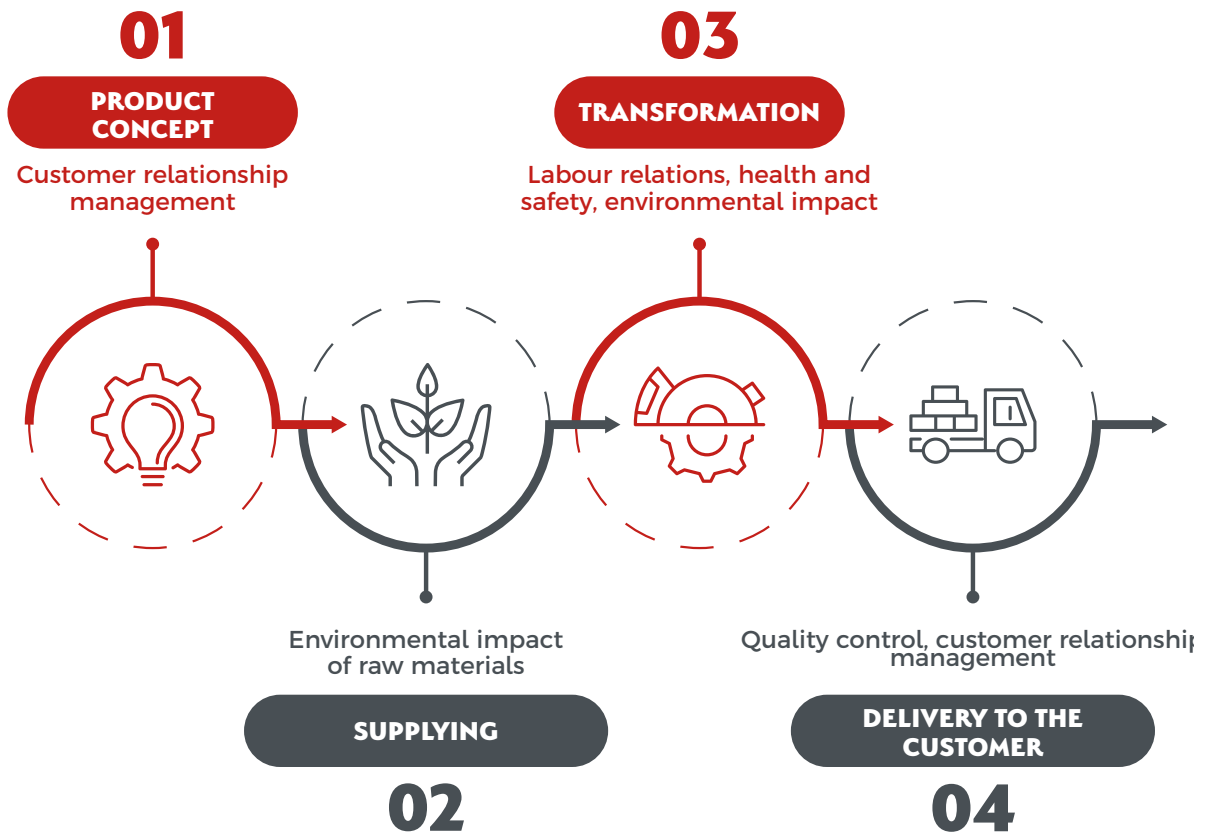 01
PRODUCT
CONCEPT
Customer relationship
management
Environmental impact
of raw materials
SUPPLYING
02
03
TRANSFORMATION
Labour relations, health and
safety, environmental impact
Quality control, customer relationship
management
DELIVERY TO THE
CUSTOMER
04